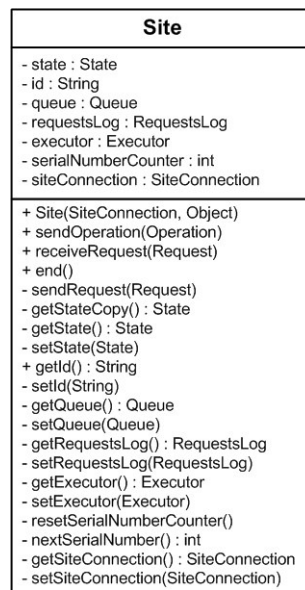 Site
- state : State
- id : String
- queue : Queue
- requestsLog : RequestsLog
- executor : Executor
- serialNumberCounter : int
- siteConnection : SiteConnection
+ Site(SiteConnection, Object)
+ sendOperation(Operation)
+ receiveRequest(Request)
+ end()
- sendRequest(Request)
- getStateCopy() : State
- getState() : State
- setState(State)
+ getId() : String
- setId(String)
- getQueue() : Queue
- setQueue(Queue)
- getRequestsLog() : RequestsLog
- setRequestsLog(RequestsLog)
- getExecutor() : Executor
- setExecutor(Executor)
- resetSerialNumberCounter()
- nextSerialNumber() : int
- getSiteConnection() : SiteConnection
- setSiteConnection(SiteConnection)